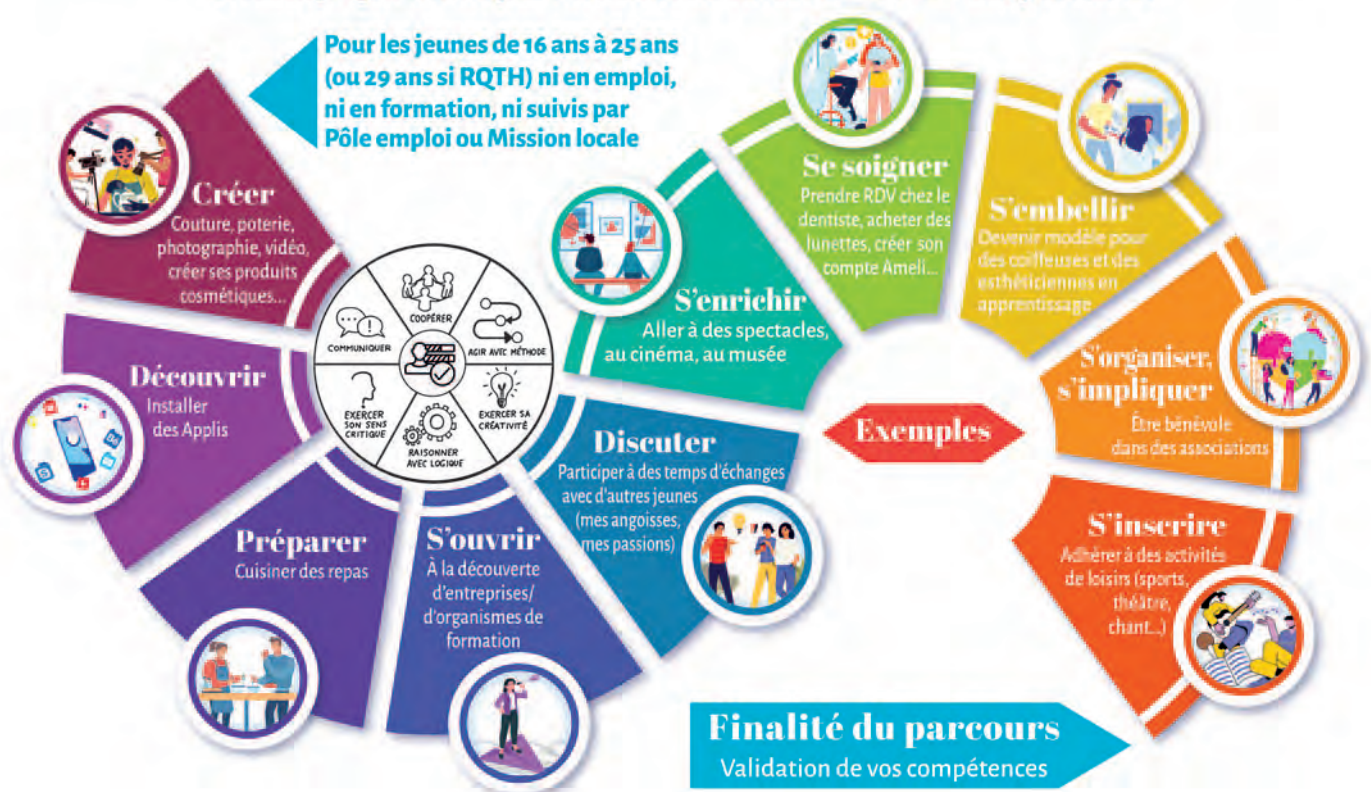 Pour les jeunes de 16 ans à 25 ans
(ou 29 ans si RQTH) ni en emploi,
ni en formation, ni suivis par
Pôle emploi ou Mission locale
Créer
Couture, poterie,
photographie, vidéo,
créer ses produits
cosmétiques...
Découvrir
Installer
des Applis
Préparer
Cuisiner des repas
S'ouvrir
À la découverte
d'entreprises/
d'organismes de
formation
Discuter
Participer à des temps d'échanges
avec d'autres jeunes
(mes angoisses,
mes passions)
COOPÉRER
AGIR AVEC MÉTHODE
EXERCER SA
CRÉATIVITÉ
RAISONNER
AVEC LOGIQUE
EXERCER
SON SENS
CRITIQUE
COMMUNIQUER
S'enrichir
Aller à des spectacles,
au cinéma, au musée
Se soigner
Prendre RDV chez le
dentiste, acheter des
lunettes, créer son
compte Ameli...
S'embellir
Devenir modèle pour
des coiffeuses et des
esthéticiennes en
apprentissage
S'organiser,
s'impliquer
Être bénévole
dans des associations
S'inscrire
Adhérer à des activités
de loisirs (sports,
théâtre,
chant...)
Exemples
Finalité du parcours
Validation de vos compétences